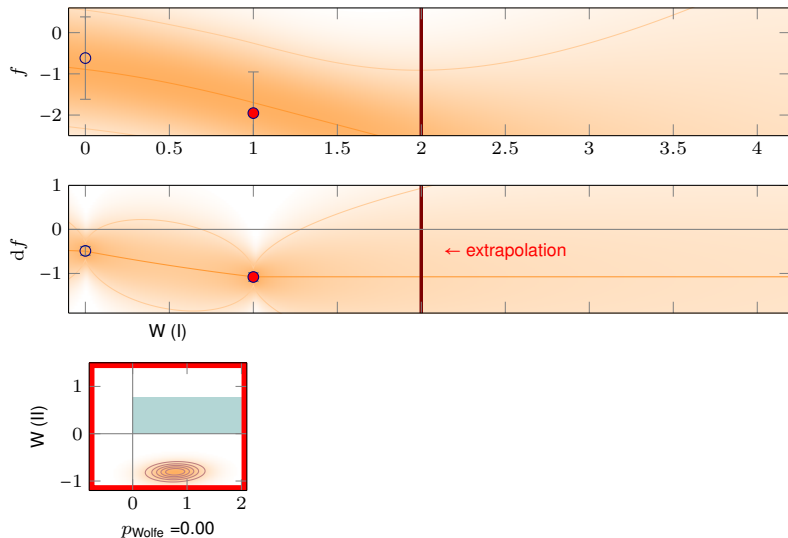 0
−1
−2
f
0 0.5 1 1.5 2 2.5 3 3.5 4
1
0
−1
df
← extrapolation
W (I)
1
0
−1
W (II)
0 1 2
pWolfe =0.00